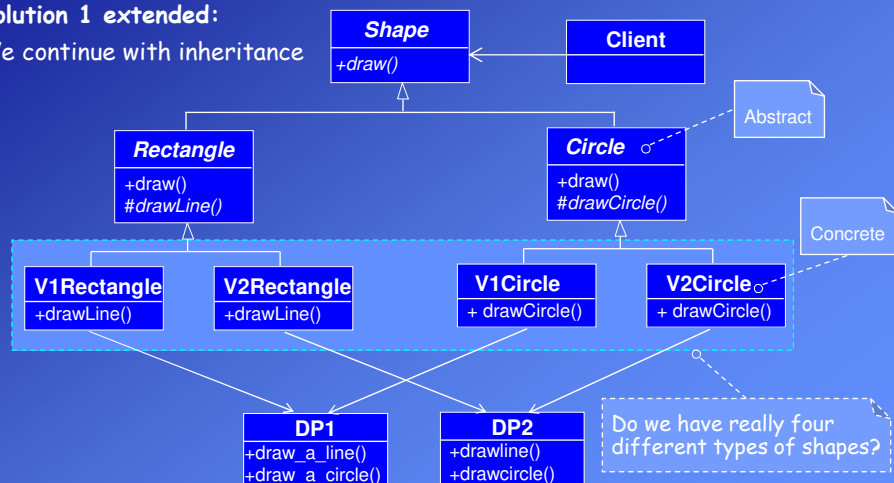 olution 1 extended:
e continue with inheritance
Shape
+draw()
Client
Abstract
Rectangle
+draw()
#drawLine()
Circle
+draw()
#drawCircle()
Concrete
V1Rectangle
+drawLine()
V2Rectangle
+drawLine()
V1Circle
+ drawCircle()
V2Circle
+ drawCircle()
DP1
+draw_a_line()
+draw_a_circle()
DP2
+drawline()
+drawcircle()
Do we have really four
different types of shapes?